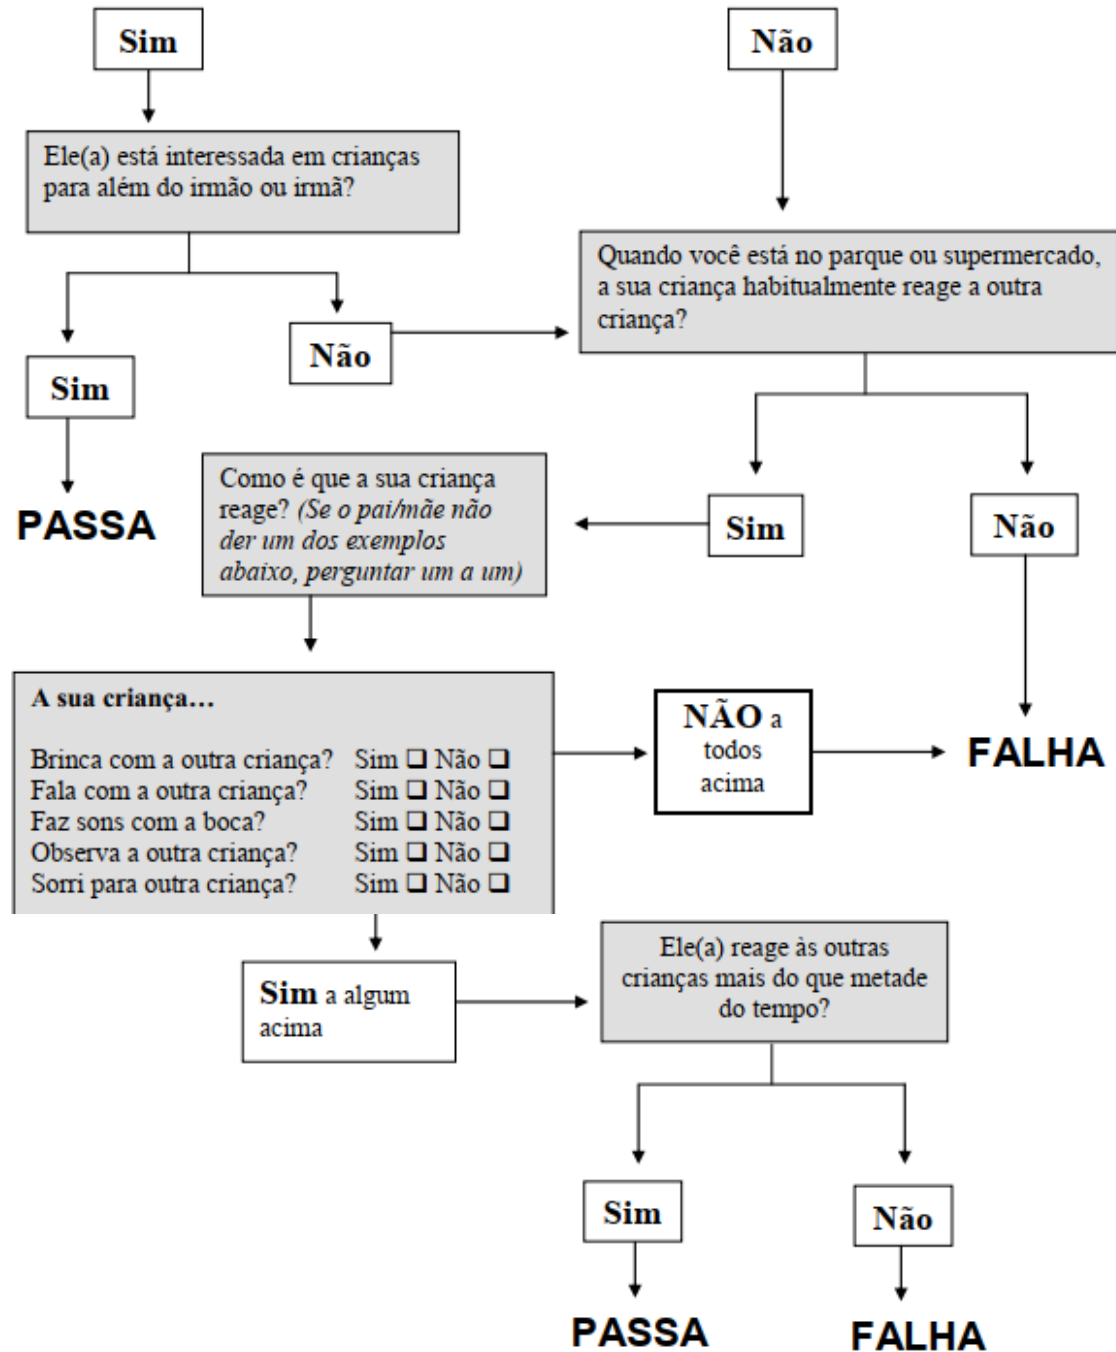 Sim
Não
Ele(a) está interessada em crianças
para além do irmão ou irmã?
Quando você está no parque ou supermercado,
a sua criança habitualmente reage a outra
criança?
Sim
Não
PASSA
Como é que a sua criança
reage? (Se o pai/mãe não
der um dos exemplos
abaixo, perguntar um a um)
Sim
Não
A sua criança…
Brinca com a outra criança? Sim ❑ Não ❑
Fala com a outra criança? Sim ❑ Não ❑
Faz sons com a boca? Sim ❑ Não ❑
Observa a outra criança? Sim ❑ Não ❑
Sorri para outra criança? Sim ❑ Não ❑
NÃO a
todos
acima
FALHA
Sim a algum
acima
Ele(a) reage às outras
crianças mais do que metade
do tempo?
Sim
Não
PASSA
FALHA